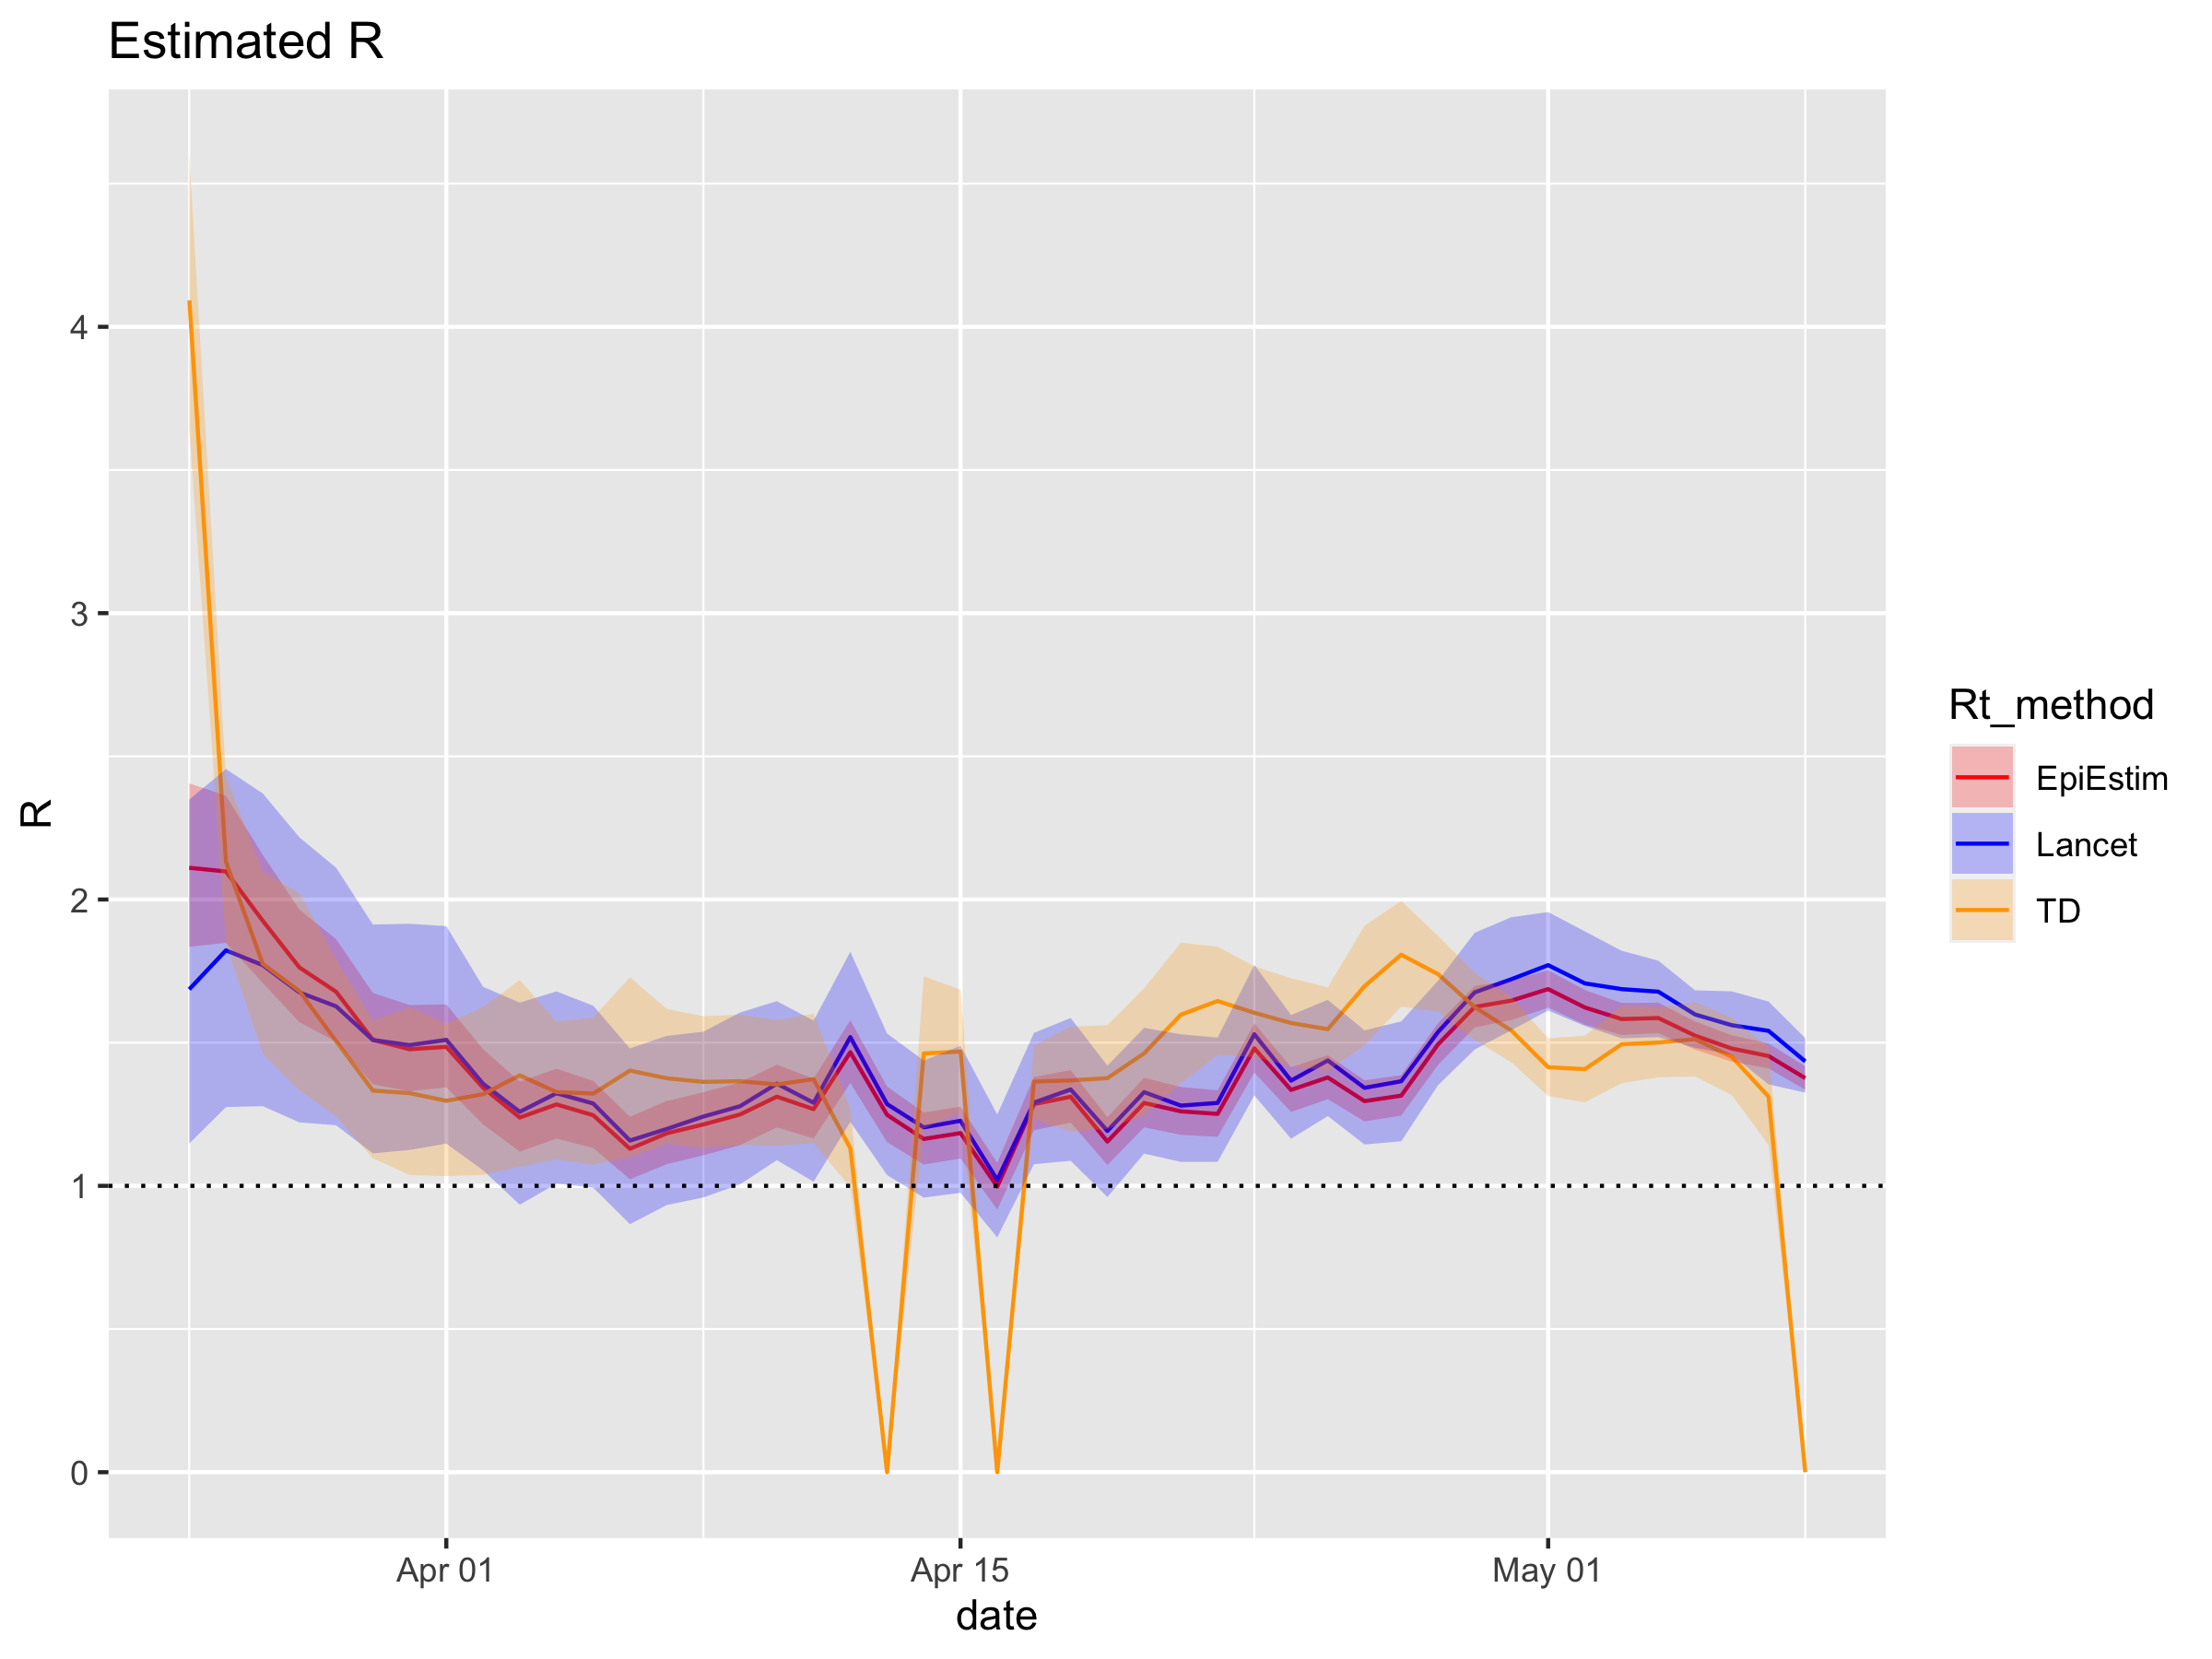 Estimated R
4
3
2
1
0
R
Apr 01
Apr 15
May 01
date
Rt_method
EpiEstim
Lancet
TD